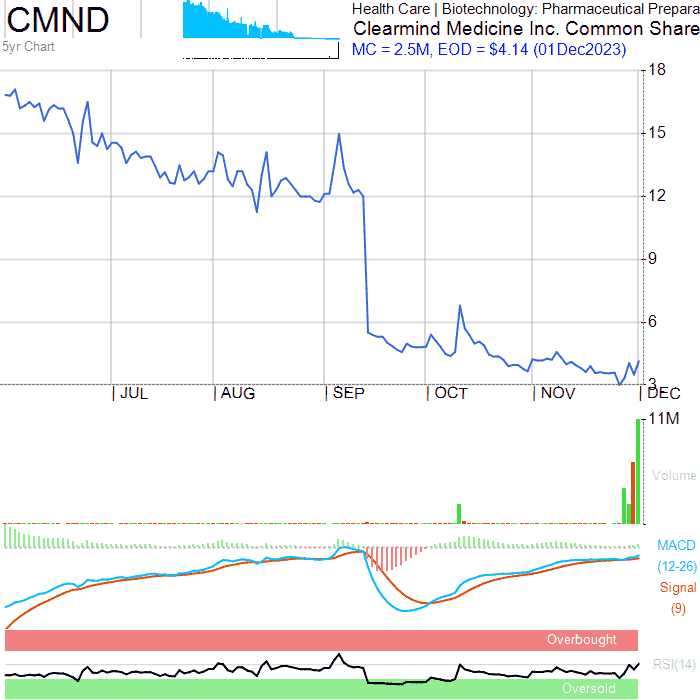 CMND
5yr Chart
Health Care | Biotechnology: Pharmaceutical Prepara
Clearmind Medicine Inc. Common Share
MC = 2.5M, EOD = $4.14 (01Dec2023)
18
15
12
9
6
3
JUL
AUG
SEP
OCT
NOV
DEC
11M
Volume
MACD
(12-26)
Signal
(9)
Overbought
RSI(14)
Oversold